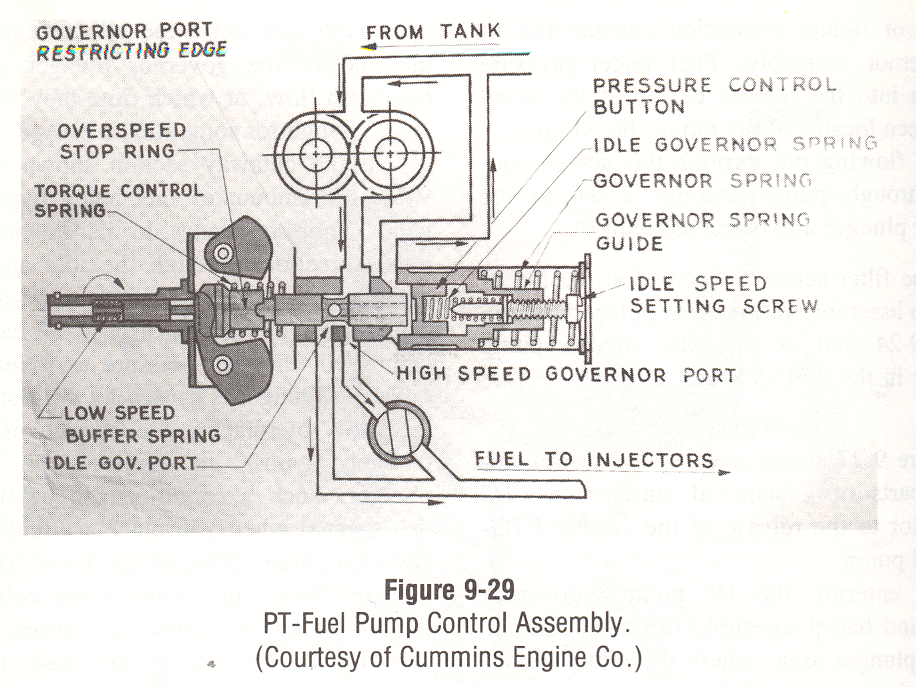 GOVERNOR PORT
RESTRICTING EDGE
FROM TANK
PRESSURE CONTROL
BUTTON
OVERSPEED
STOP RING
IDLE GOVERNOR SPRING
TORQUE CONTROL
SPRING
GOVERNOR SPRING
GOVERNOR SPRING
GUIDE
IDLE SPEED
SETTING SCREW
HIGH SPEED GOVERNOR PORT
LOW SPEED
BUFFER SPRING
IDLE GOV. PORT
FUEL TO INJECTORS
Figure 9-29
PT-Fuel Pump Control Assembly.
(Courtesy of Cummins Engine Co.)